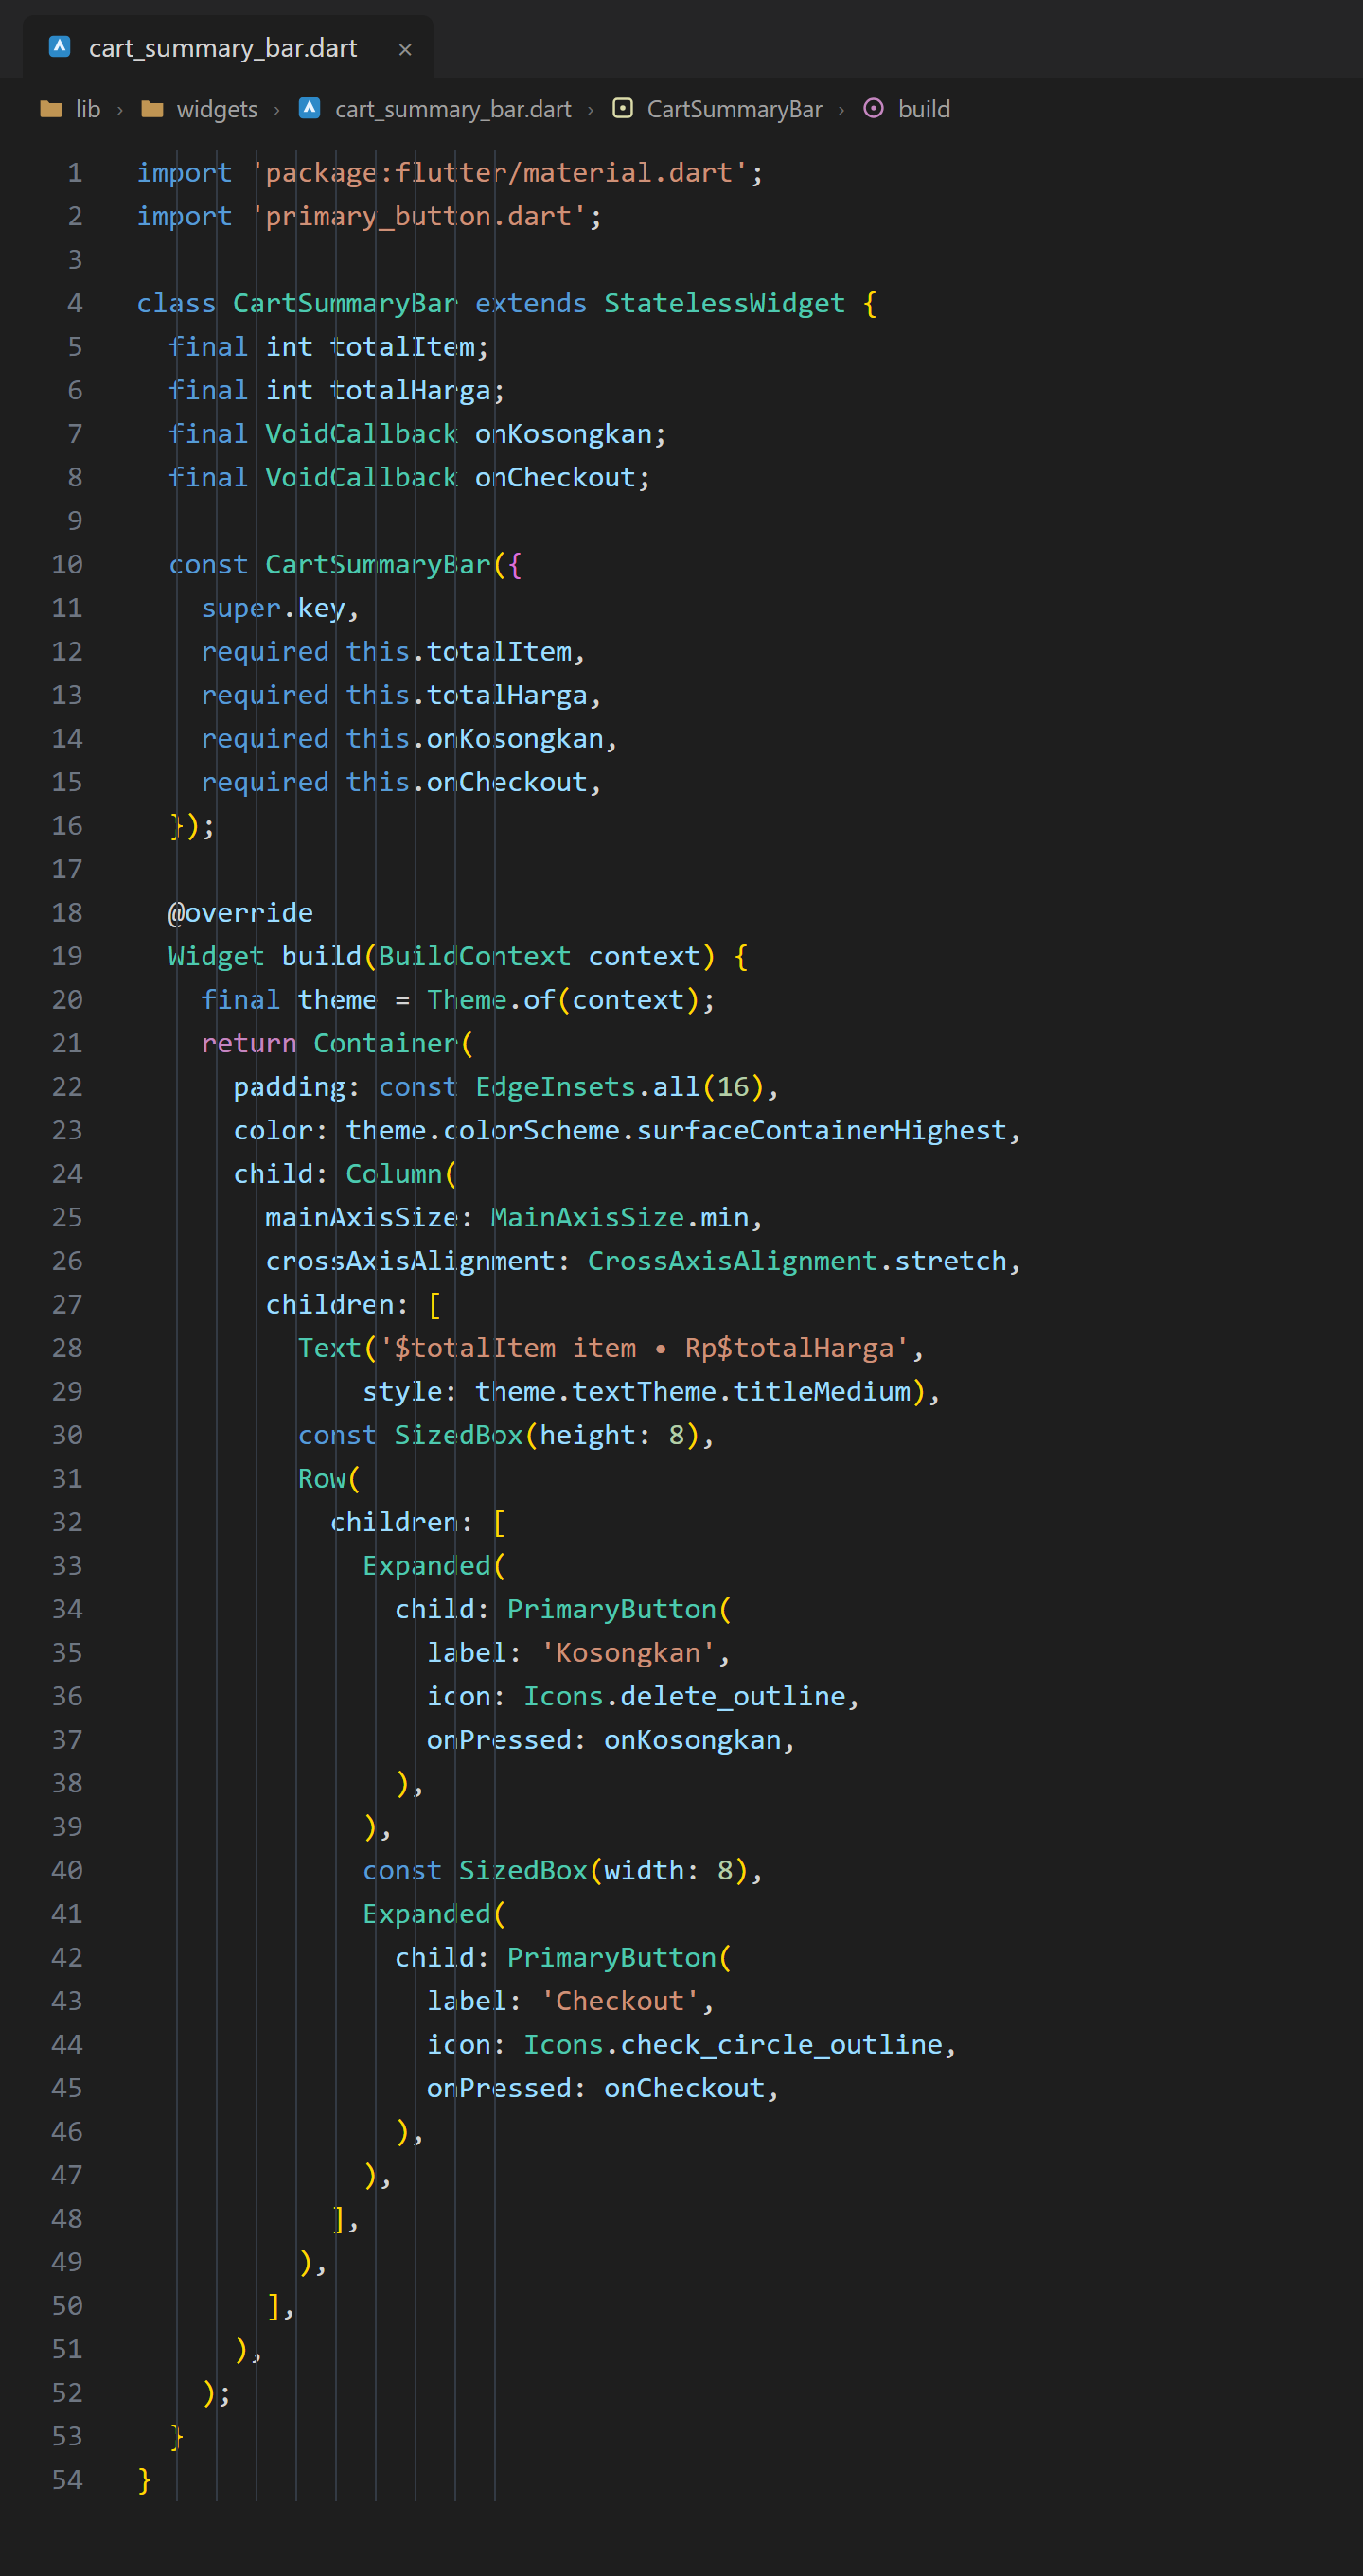 cart_summary_bar.dart ×
lib › widgets › cart_summary_bar.dart › CartSummaryBar › build
1 import 'package:flutter/material.dart';
2 import 'primary_button.dart';
3
4 class CartSummaryBar extends StatelessWidget {
5   final int totalItem;
6   final int totalHarga;
7   final VoidCallback onKosongkan;
8   final VoidCallback onCheckout;
9
10   const CartSummaryBar({
11     super.key,
12     required this.totalItem,
13     required this.totalHarga,
14     required this.onKosongkan,
15     required this.onCheckout,
16   });
17
18   @override
19   Widget build(BuildContext context) {
20     final theme = Theme.of(context);
21     return Container(
22       padding: const EdgeInsets.all(16),
23       color: theme.colorScheme.surfaceContainerHighest,
24       child: Column(
25         mainAxisSize: MainAxisSize.min,
26         crossAxisAlignment: CrossAxisAlignment.stretch,
27         children: [
28           Text('$totalItem item • Rp$totalHarga',
29               style: theme.textTheme.titleMedium),
30           const SizedBox(height: 8),
31           Row(
32             children: [
33               Expanded(
34                 child: PrimaryButton(
35                   label: 'Kosongkan',
36                   icon: Icons.delete_outline,
37                   onPressed: onKosongkan,
38                 ),
39               ),
40               const SizedBox(width: 8),
41               Expanded(
42                 child: PrimaryButton(
43                   label: 'Checkout',
44                   icon: Icons.check_circle_outline,
45                   onPressed: onCheckout,
46                 ),
47               ),
48             ],
49           ),
50         ],
51       ),
52     );
53   }
54 }